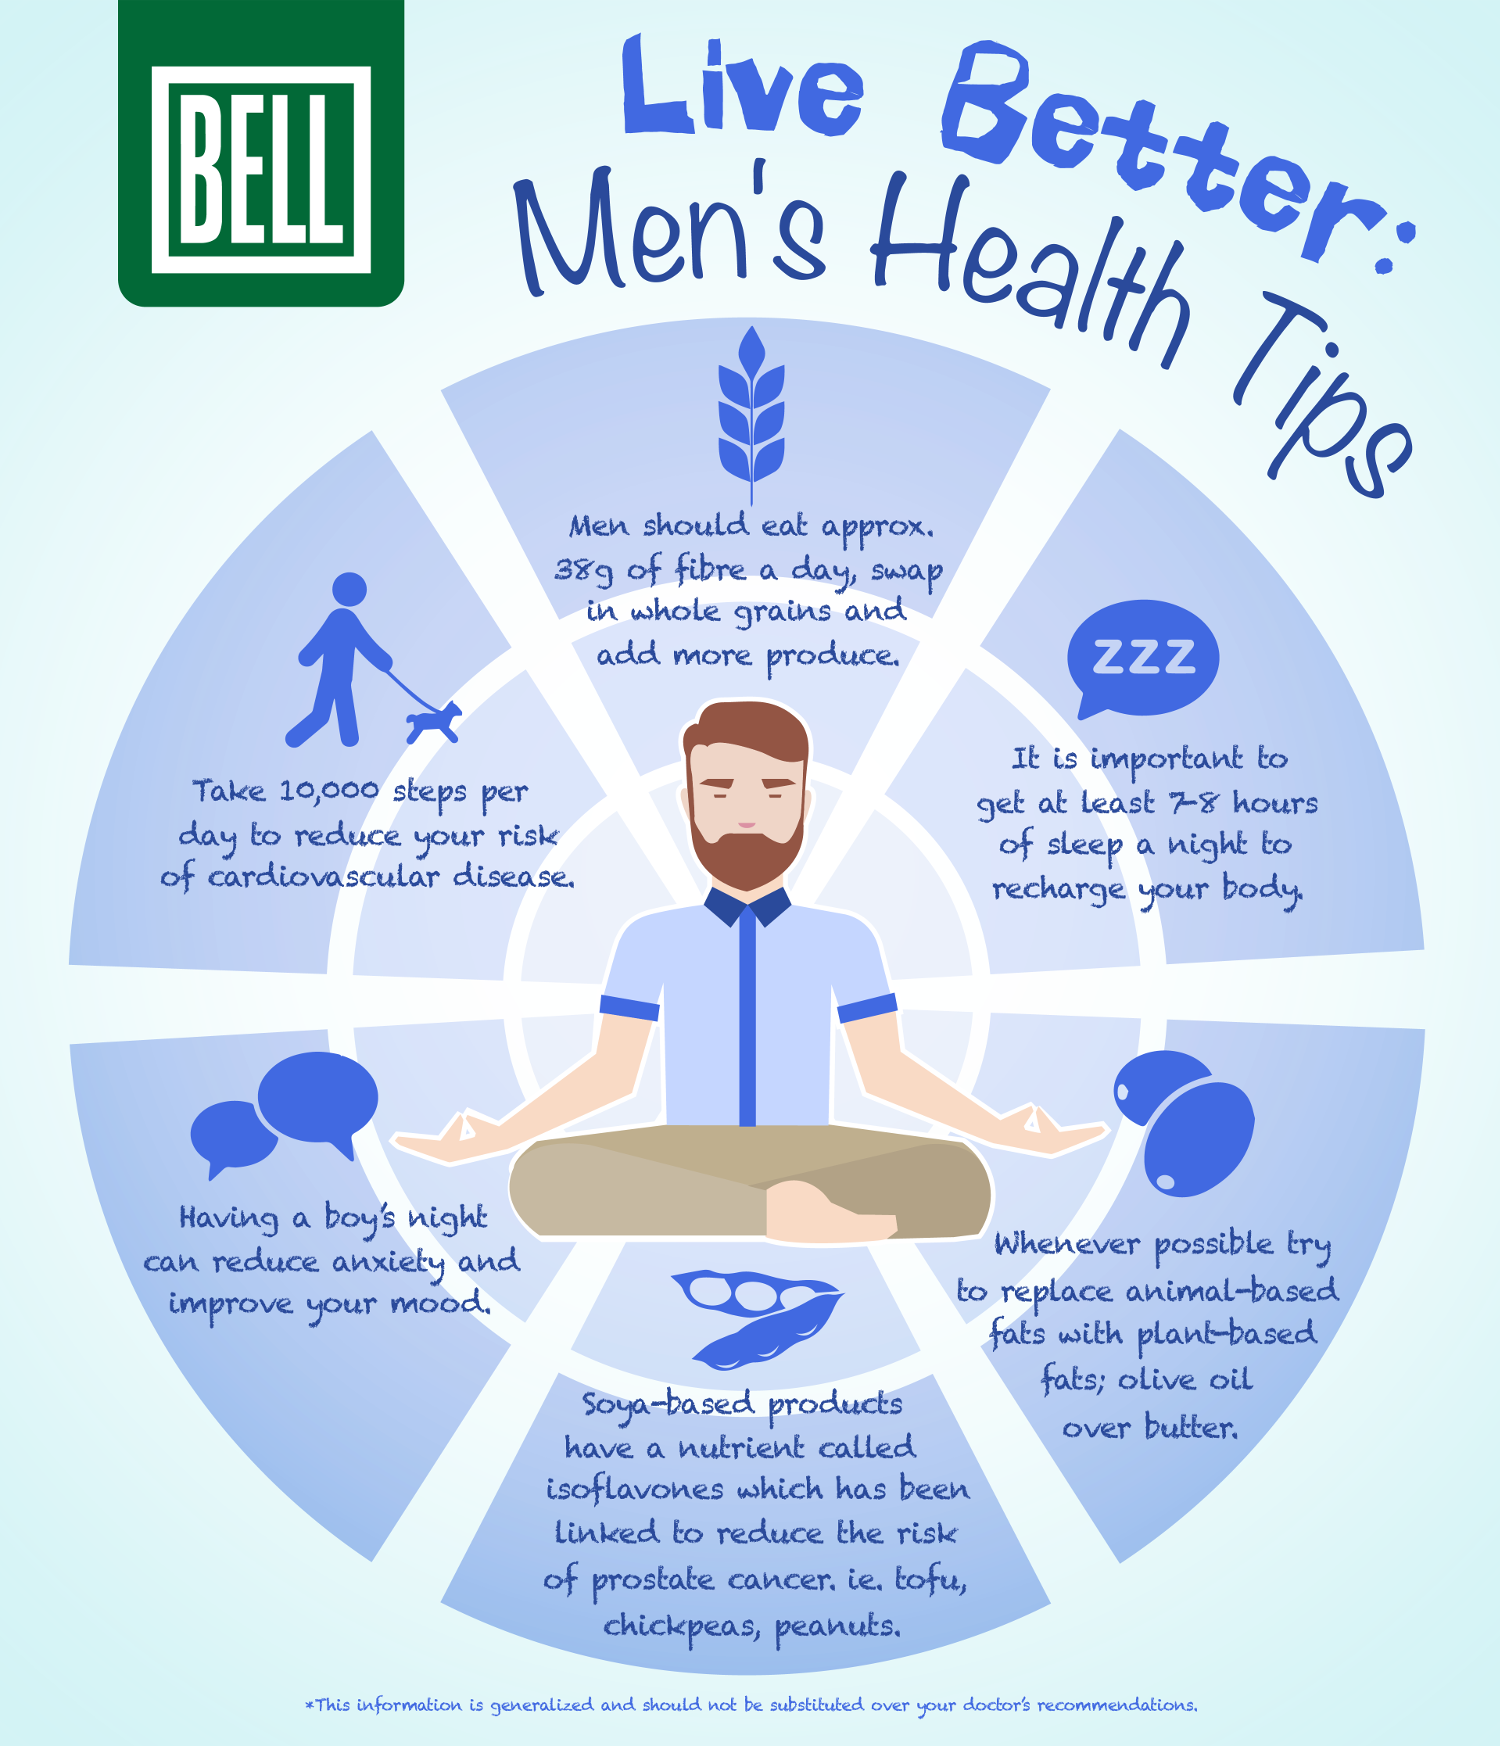 BELL
Live Better:
Men's Health Tips
Men should eat approx.
38g of fibre a day, swap
in whole grains and
add more produce.
zzz
It is important to
get at least 7-8 hours
of sleep a night to
recharge your body.
Take 10,000 steps per
day to reduce your risk
of cardiovascular disease.
Having a boy's night
can reduce anxiety and
improve your mood.
Whenever possible try
to replace animal-based
fats with plant-based
fats; olive oil
over butter.
Soya-based products
have a nutrient called
isoflavones which has been
linked to reduce the risk
of prostate cancer. ie. tofu,
chickpeas, peanuts.
*This information is generalized and should not be substituted over your doctor's recommendations.